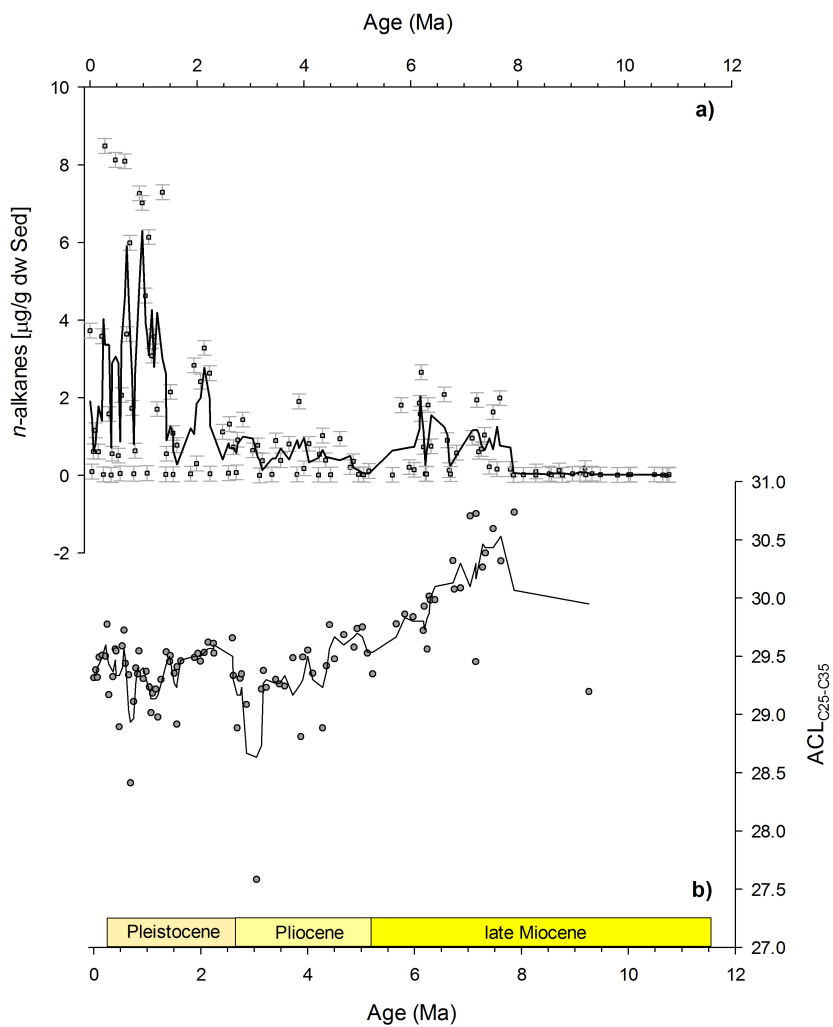 Age (Ma)
0 2 4 6 8 10 12
a)
10
8
6
4
2
0
-2
n-alkanes [µg/g dw Sed]
31.0
30.5
30.0
29.5
29.0
28.5
28.0
27.5
27.0
ACLC25-C35
b)
Pleistocene Pliocene late Miocene
0 2 4 6 8 10 12
Age (Ma)